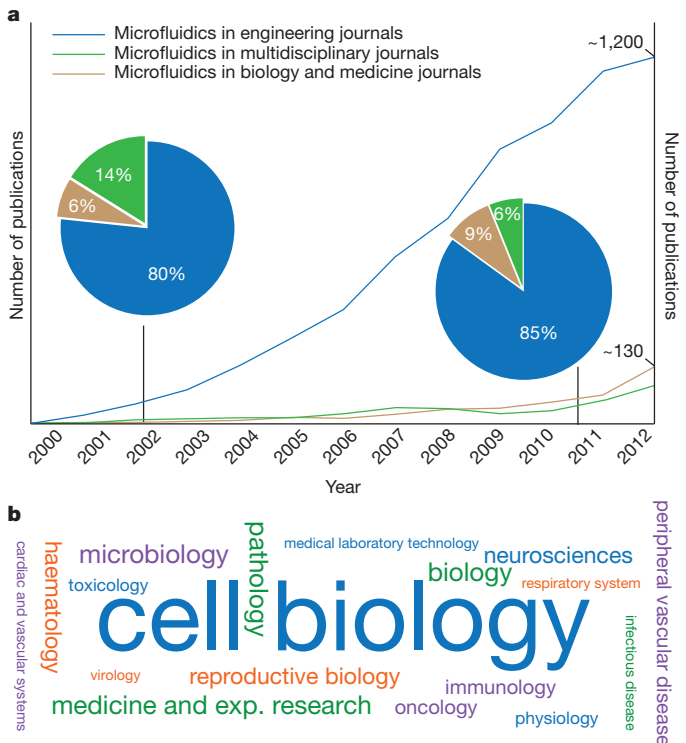 a
Microfluidics in engineering journals
Microfluidics in multidisciplinary journals
Microfluidics in biology and medicine journals
~1,200
Number of publications
Number of publications
14%
6%
80%
6%
9%
85%
~130
2000
2001
2002
2003
2004
2005
2006
2007
2008
2009
2010
2011
2012
Year
b
cardiac and vascular systems
haematology
microbiology
toxicology
pathology
medical laboratory technology
neurosciences
biology
respiratory system
peripheral vascular disease
cell biology
infectious disease
virology
reproductive biology
immunology
medicine and exp. research
oncology
physiology